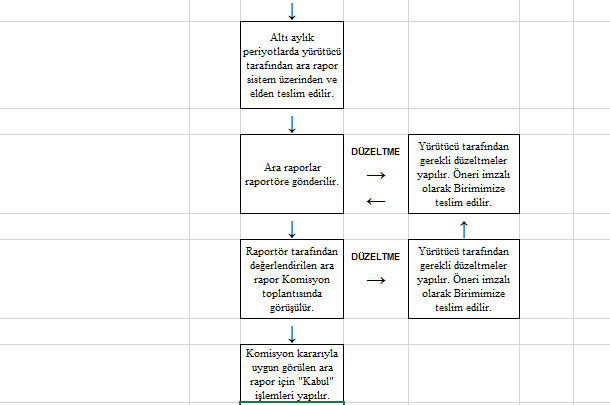 Altı aylık
periyotlarda yürütücü
tarafından ara rapor
sistem üzerinden ve
elden teslim edilir.
Ara raporlar
raportöre gönderilir.
DÜZELTME
→
←
Yürütücü tarafından
gerekli düzeltmeler
yapılır. Öneri imzalı
olarak Birimimize
teslim edilir.
Raportör tarafından
değerlendirilen ara
rapor Komisyon
toplantısında
görüşülür.
DÜZELTME
→
Yürütücü tarafından
gerekli düzeltmeler
yapılır. Öneri imzalı
olarak Birimimize
teslim edilir.
Komisyon kararıyla
uygun görülen ara
rapor için "Kabul"
işlemleri yapılır.